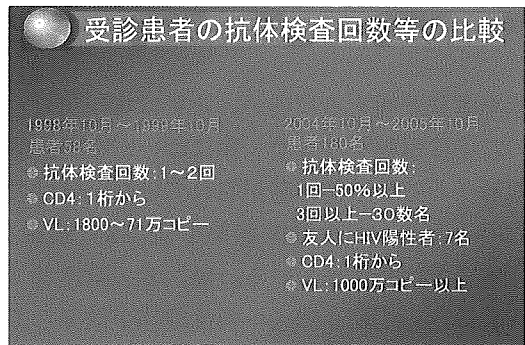 受診患者の抗体検査回数等の比較
1998年10月～1999年10月
患者58名
抗体検査回数:1～2回
CD4:1桁から
VL:1800～71万コピー
2004年10月～2005年10月
患者180名
抗体検査回数:
1回ー50%以上
3回以上ー30数名
友人にHIV陽性者:7名
CD4:1桁から
VL:1000万コピー以上